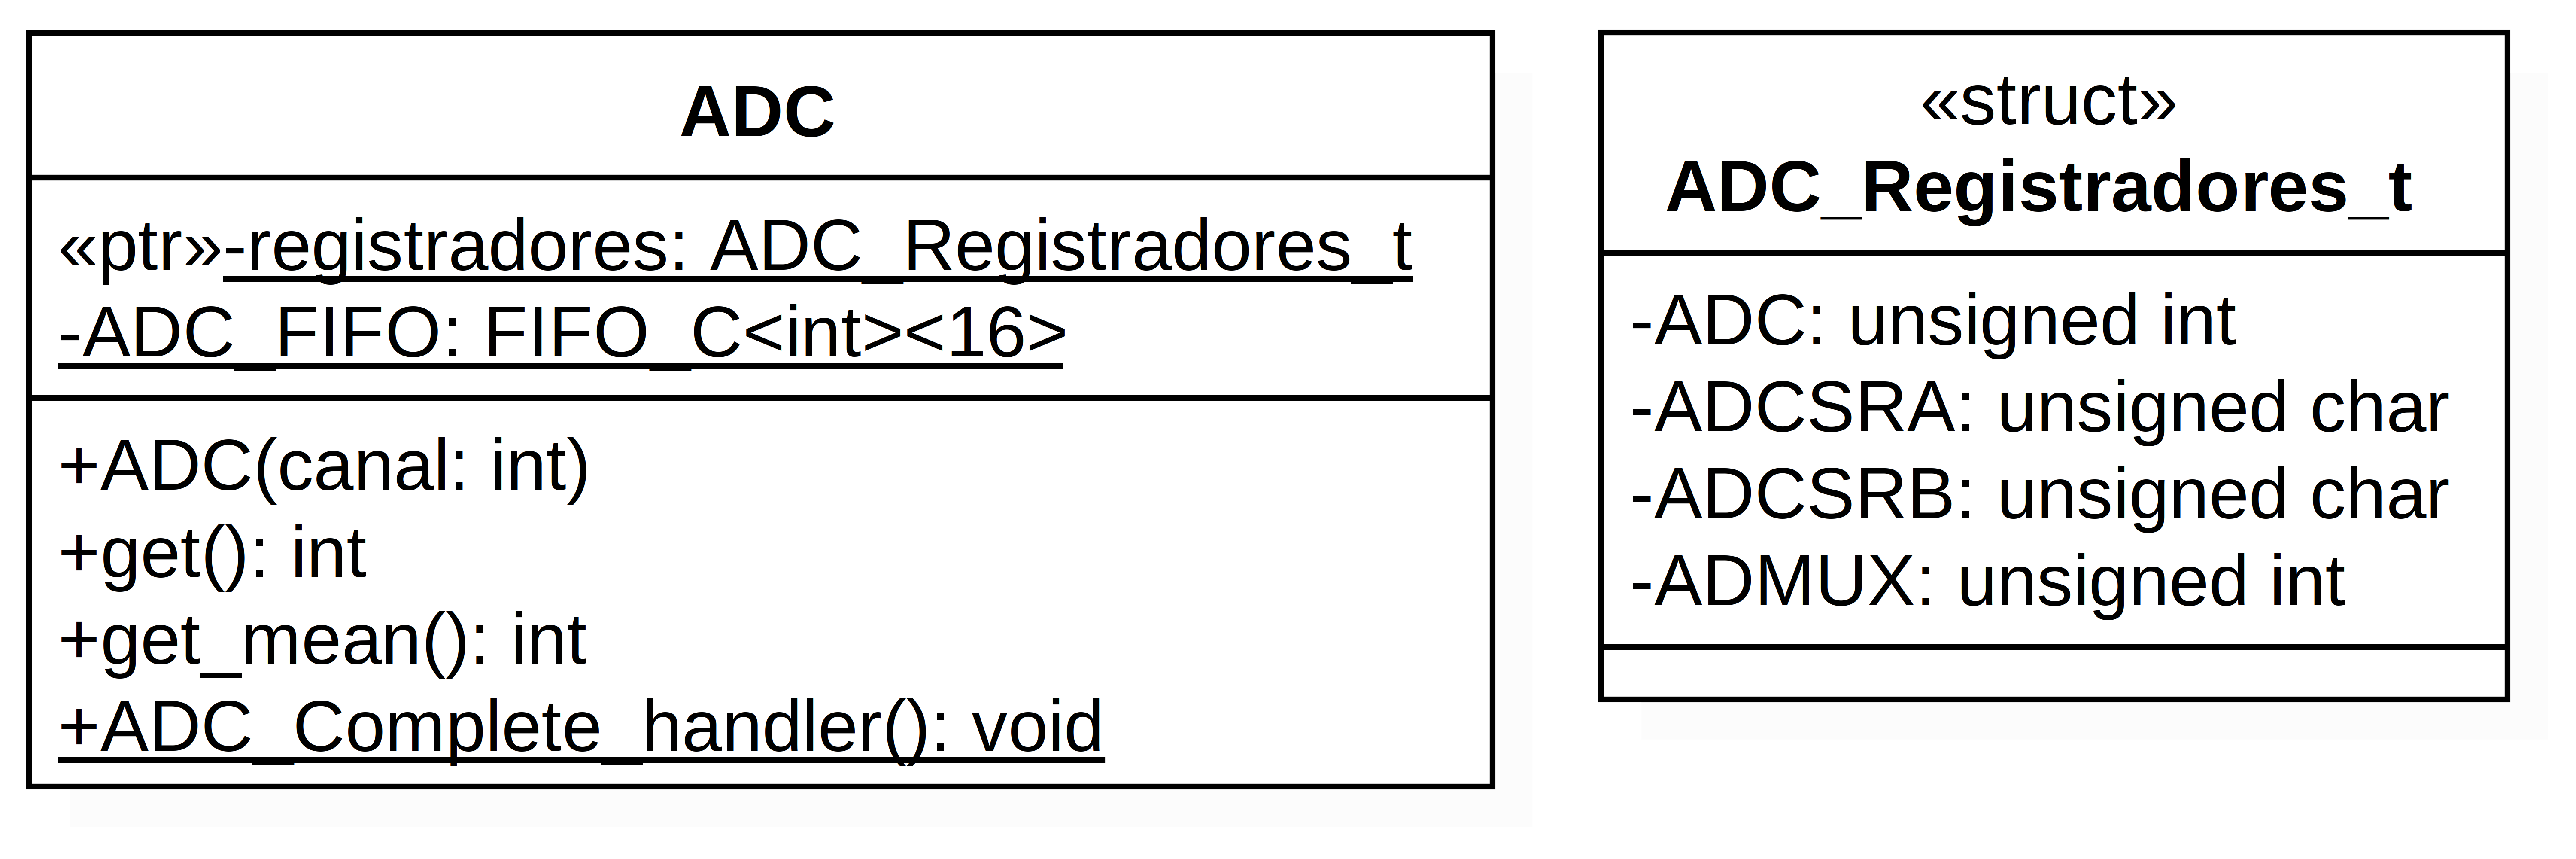 ADC
«ptr»-registradores: ADC_Registradores_t
-ADC_FIFO: FIFO_C<int><16>
+ADC(canal: int)
+get(): int
+get_mean(): int
+ADC_Complete_handler(): void
«struct»
ADC_Registradores_t
-ADC: unsigned int
-ADCSRA: unsigned char
-ADCSRB: unsigned char
-ADMUX: unsigned int